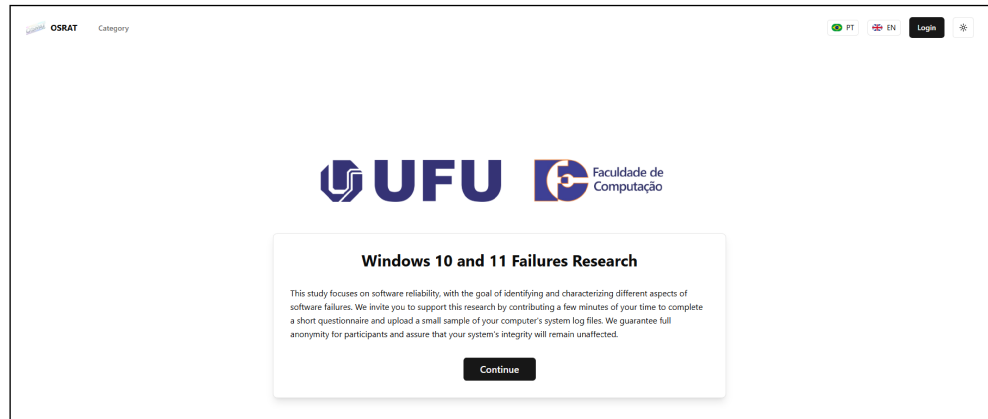 OSRAT Category PT EN Login
UFU Faculdade de
Computação
Windows 10 and 11 Failures Research
This study focuses on software reliability, with the goal of identifying and characterizing different aspects of
software failures. We invite you to support this research by contributing a few minutes of your time to complete
a short questionnaire and upload a small sample of your computer's system log files. We guarantee full
anonymity for participants and assure that your system's integrity will remain unaffected.
Continue